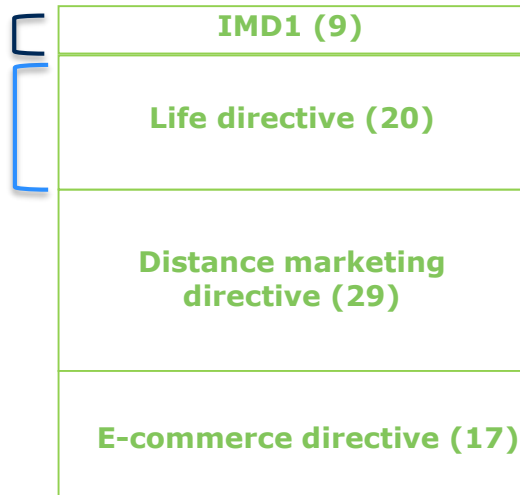 IMD1 (9)
Life directive (20)
Distance marketing
directive (29)
E-commerce directive (17)